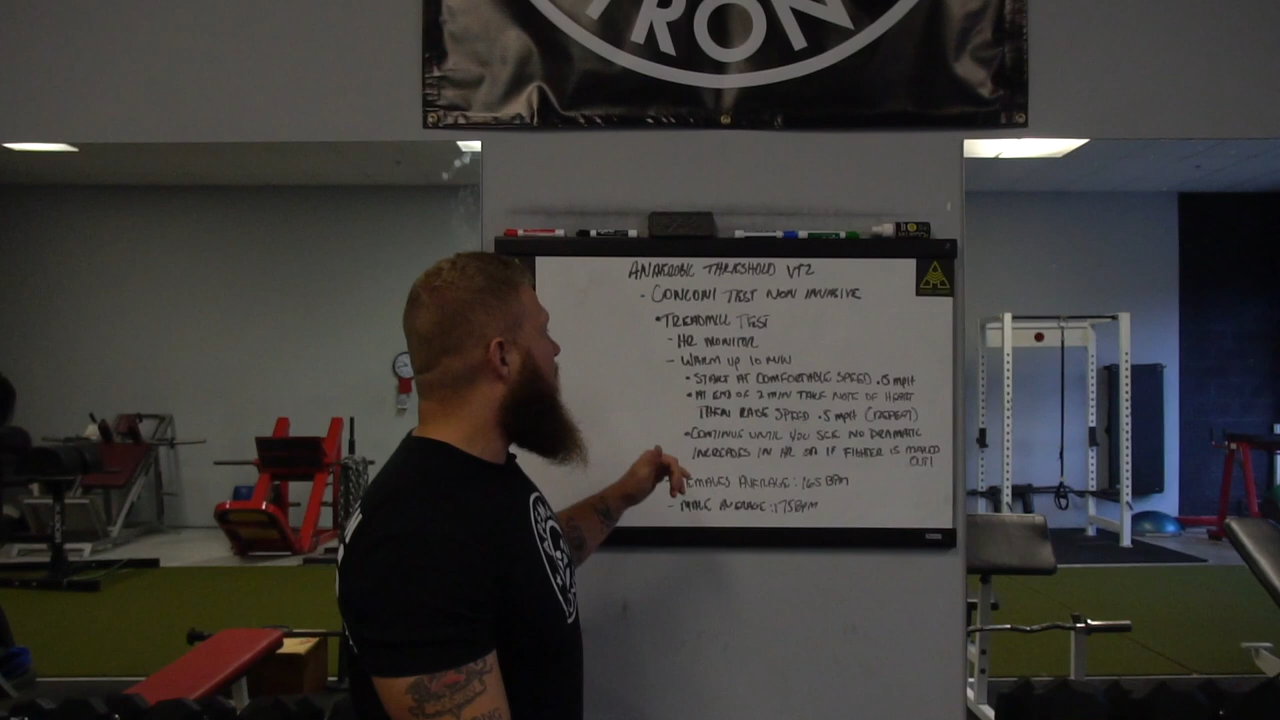 IRON
ANAEROBIC THRESHOLD VT2
- CONCONI TEST NON INVASIVE
•TREADMILL TEST
- HR MONITOR
- WARM UP 10 MIN
• START AT COMFORTABLE SPEED .5 mpH
• AT END OF 2 MIN TAKE NOTE OF HEART
THEN RAISE SPEED .5 mpH (REPEAT)
•CONTINUE UNTIL YOU SEE NO DRAMATIC
INCREASES IN HR OR IF FIGHTER IS MAXED
OUT!
EMALES AVERAGE: 165 BPM
- MALE AVERAGE: 175 BPM